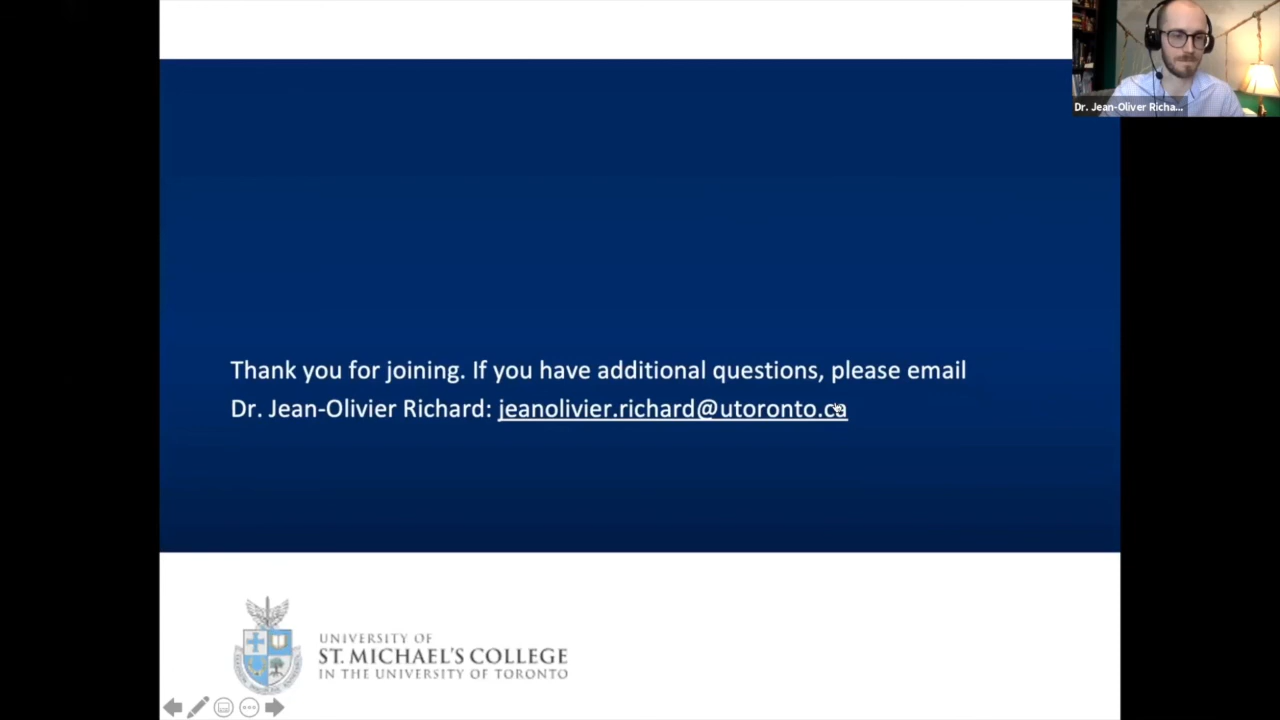 Dr. Jean-Oliver Richa...
Thank you for joining. If you have additional questions, please email
Dr. Jean-Olivier Richard: jeanolivier.richard@utoronto.ca
UNIVERSITY OF
ST. MICHAEL'S COLLEGE
IN THE UNIVERSITY OF TORONTO